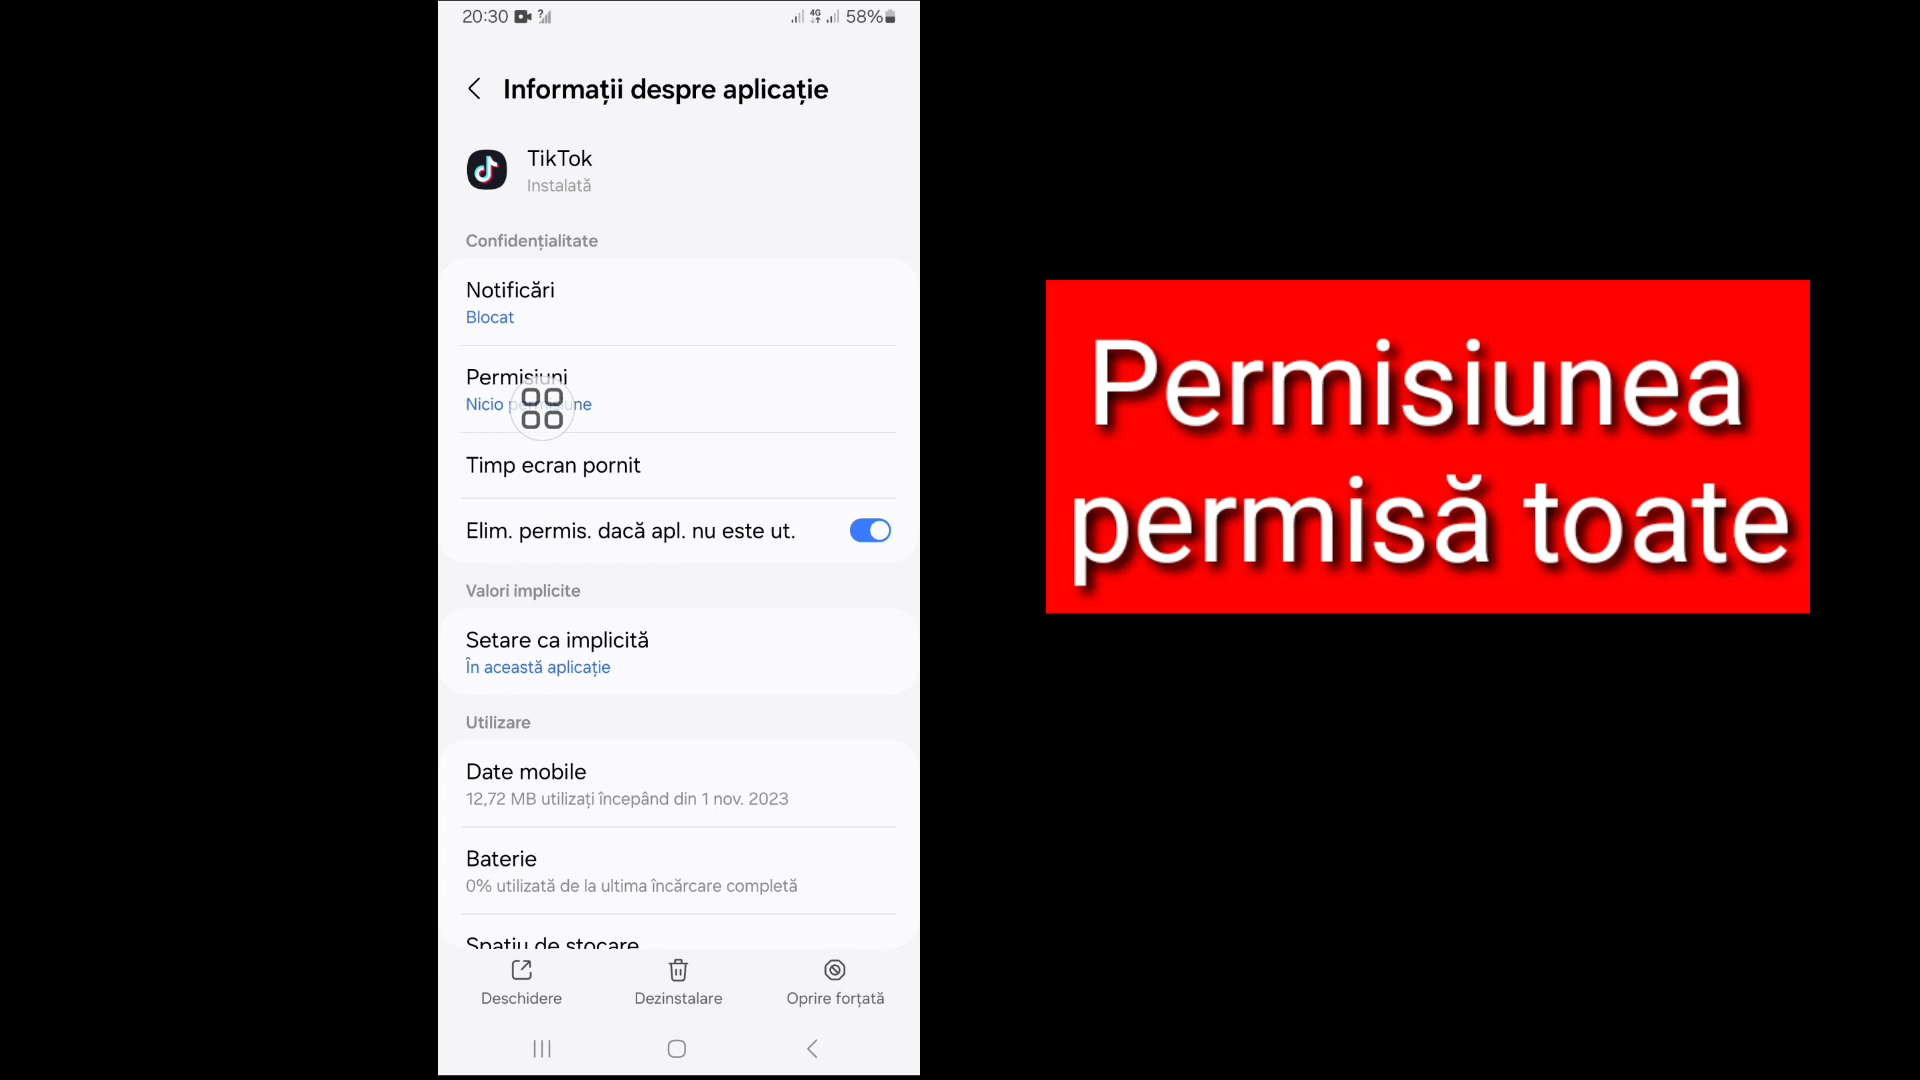 20:30
4G
58%
Informații despre aplicație
TikTok
Instalată
Confidențialitate
Notificări
Blocat
Permisiuni
Nicio permisiune
Timp ecran pornit
Elim. permis. dacă apl. nu este ut.
Valori implicite
Setare ca implicită
În această aplicație
Utilizare
Date mobile
12,72 MB utilizați începând din 1 nov. 2023
Baterie
0% utilizată de la ultima încărcare completă
Spațiu de stocare
Deschidere
Dezinstalare
Oprire forțată
Permisiunea
permisă toate